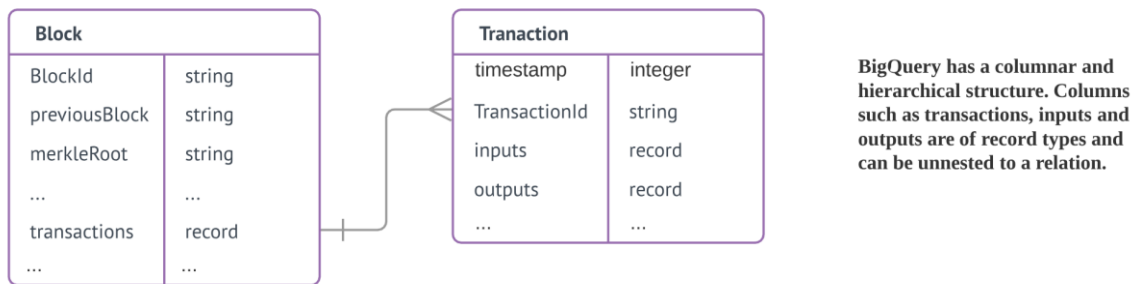 Block
BlockId string
previousBlock string
merkleRoot string
... ...
transactions record
... ...
Tranaction
timestamp integer
TransactionId string
inputs record
outputs record
... ...
BigQuery has a columnar and
hierarchical structure. Columns
such as transactions, inputs and
outputs are of record types and
can be unnested to a relation.